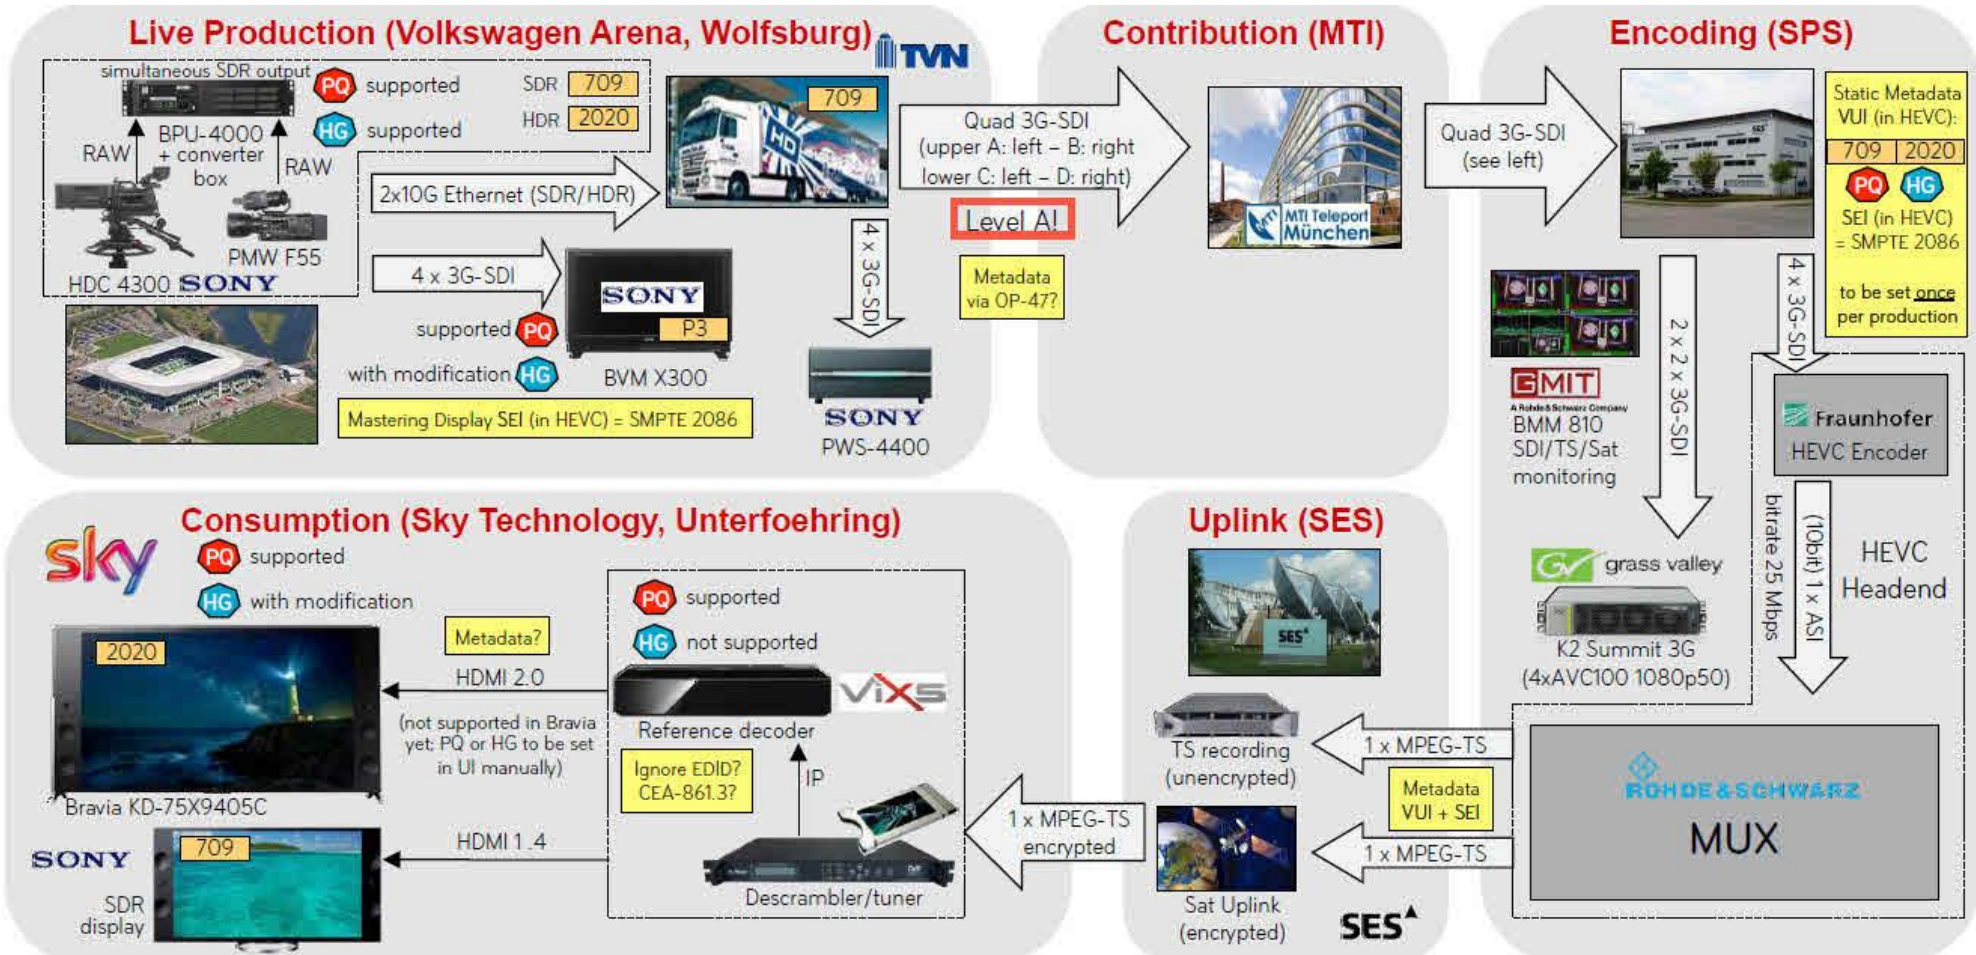 Live Production (Volkswagen Arena, Wolfsburg)
TVN
simultaneous SDR output
PQ supported
HG supported
SDR 709
HDR 2020
BPU-4000
+ converter
box
RAW
RAW
HDC 4300 SONY
PMW F55
2x10G Ethernet (SDR/HDR)
709
HD
4 x 3G-SDI
supported PQ
with modification HG
SONY
P3
BVM X300
Mastering Display SEI (in HEVC) = SMPTE 2086
4 x 3G-SDI
SONY
PWS-4400
Quad 3G-SDI
(upper A: left – B: right
lower C: left – D: right)
Level A!
Metadata
via OP-47?
Contribution (MTI)
MTI Teleport
München
Quad 3G-SDI
(see left)
Encoding (SPS)
SES
Static Metadata
VUI (in HEVC):
709 2020
PQ HG
SEI (in HEVC)
= SMPTE 2086
to be set once
per production
GMIT
A Rohde & Schwarz Company
BMM 810
SDI/TS/Sat
monitoring
2 x 2 x 3G-SDI
4 x 3G-SDI
Fraunhofer
HEVC Encoder
bitrate 25 Mbps
(10bit) 1 x ASI
HEVC
Headend
GV grass valley
K2 Summit 3G
(4xAVC100 1080p50)
ROHDE & SCHWARZ
MUX
Uplink (SES)
SES
TS recording
(unencrypted)
1 x MPEG-TS
Metadata
VUI + SEI
1 x MPEG-TS
Sat Uplink
(encrypted)
SES
1 x MPEG-TS
encrypted
Consumption (Sky Technology, Unterfoehring)
sky
PQ supported
HG with modification
2020
Bravia KD-75X9405C
Metadata?
HDMI 2.0
(not supported in Bravia
yet; PQ or HG to be set
in UI manually)
PQ supported
HG not supported
ViXS
Reference decoder
Ignore EDID?
CEA-861.3?
IP
Descrambler/tuner
HDMI 1.4
SONY
709
SDR
display